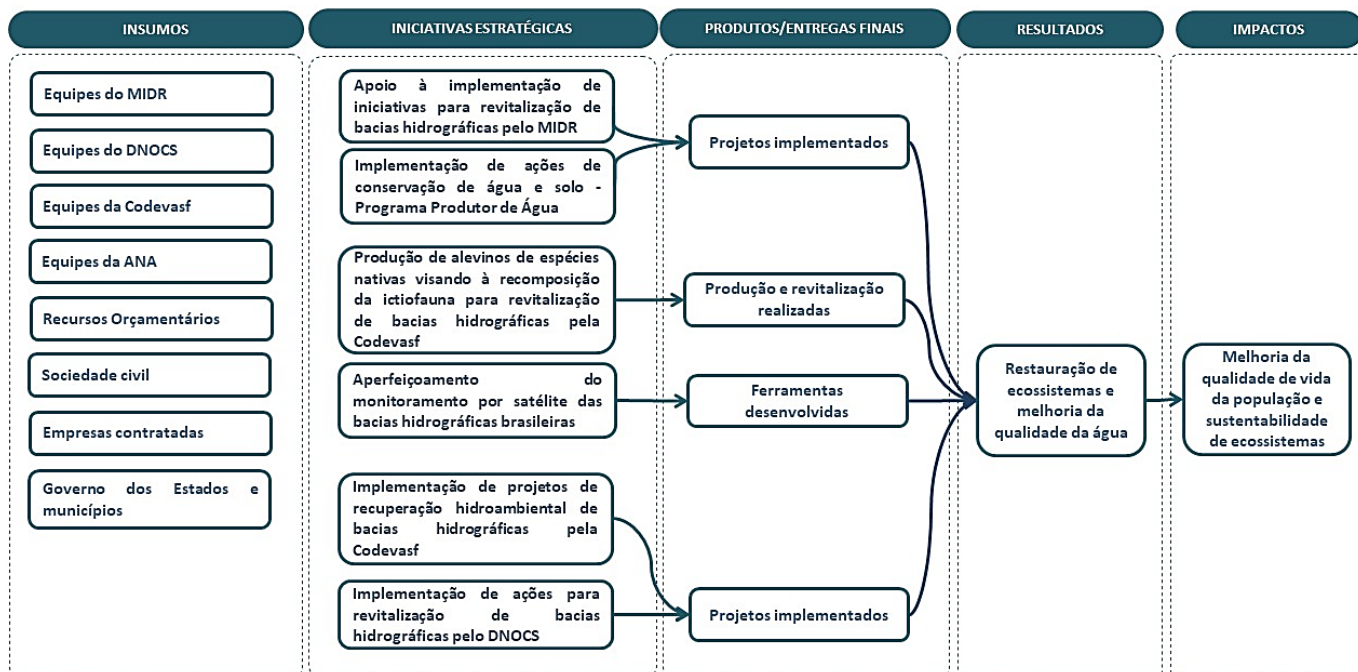 INSUMOS
Equipes do MIDR
Equipes do DNOCS
Equipes da Codevasf
Equipes da ANA
Recursos Orçamentários
Sociedade civil
Empresas contratadas
Governo dos Estados e
municípios
INICIATIVAS ESTRATÉGICAS
Apoio à implementação de
iniciativas para revitalização de
bacias hidrográficas pelo MIDR
Implementação de ações de
conservação de água e solo -
Programa Produtor de Água
Produção de alevinos de espécies
nativas visando à recomposição
da ictiofauna para revitalização
de bacias hidrográficas pela
Codevasf
Aperfeiçoamento do
monitoramento por satélite das
bacias hidrográficas brasileiras
Implementação de projetos de
recuperação hidroambiental de
bacias hidrográficas pela
Codevasf
Implementação de ações para
revitalização de bacias
hidrográficas pelo DNOCS
PRODUTOS/ENTREGAS FINAIS
Projetos implementados
Produção e revitalização
realizadas
Ferramentas
desenvolvidas
Projetos implementados
RESULTADOS
Restauração de
ecossistemas e
melhoria da
qualidade da água
IMPACTOS
Melhoria da
qualidade de vida
da população e
sustentabilidade
de ecossistemas